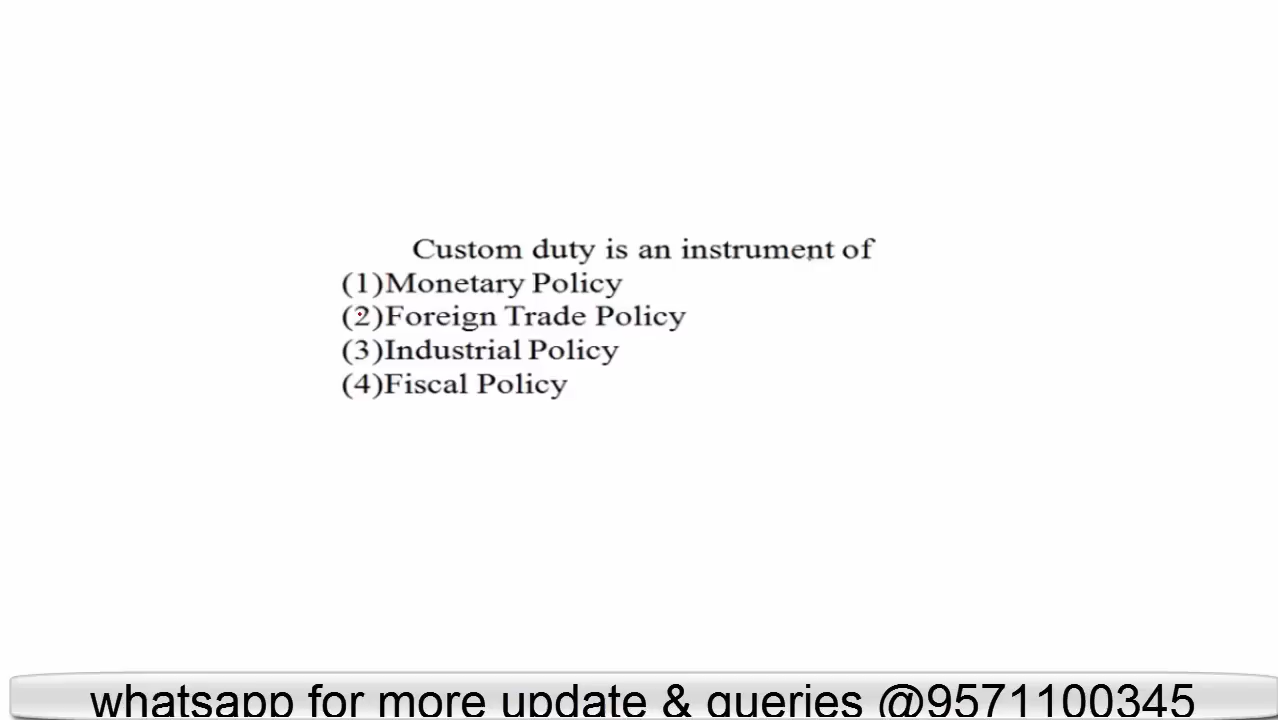 Custom duty is an instrument of
(1)Monetary Policy
(2)Foreign Trade Policy
(3)Industrial Policy
(4)Fiscal Policy
whatsapp for more update & queries @9571100345